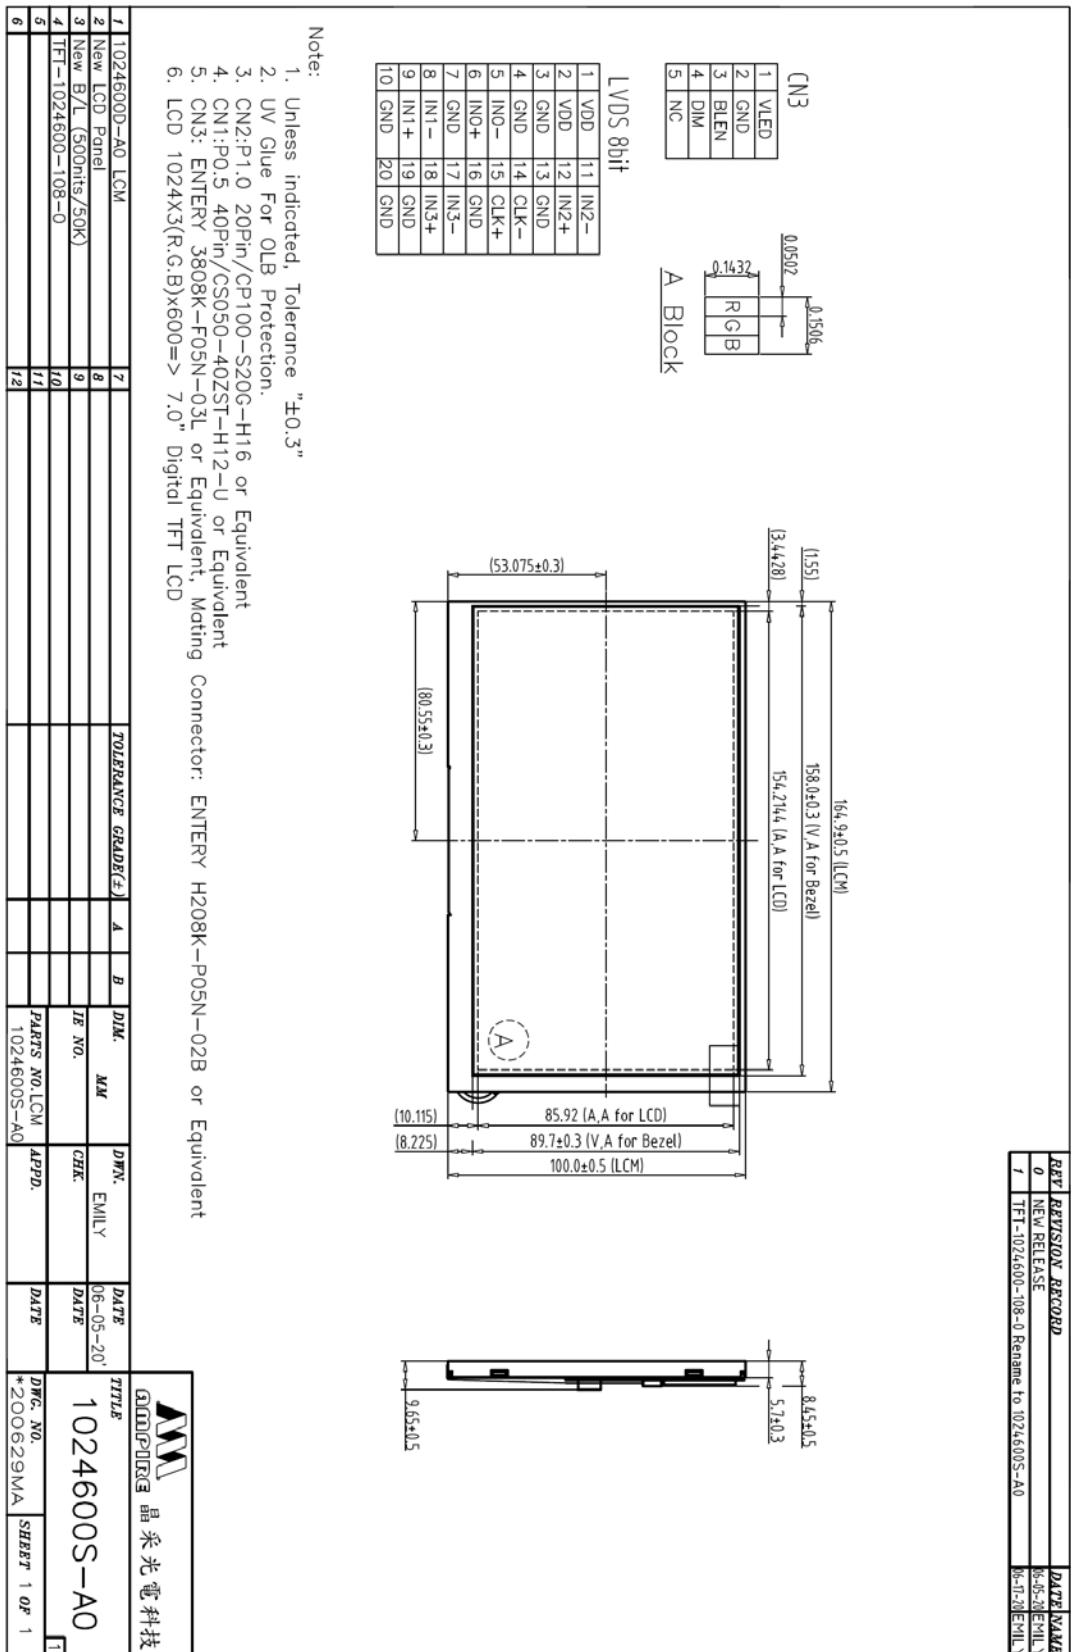 REV REVISION RECORD DATE NAME
0 NEW RELEASE 06-05-20 EMILY
1 TFT-1024600-108-0 Rename to 1024600S-A0 06-17-20 EMILY
CN3
1 VLED
2 GND
3 BLEN
4 DIM
5 NC
0.0502
0.1506
0.1432
R G B
A Block
LVDS 8bit
1 VDD 11 IN2-
2 VDD 12 IN2+
3 GND 13 GND
4 GND 14 CLK-
5 IN0- 15 CLK+
6 IN0+ 16 GND
7 GND 17 IN3-
8 IN1- 18 IN3+
9 IN1+ 19 GND
10 GND 20 GND
164.9±0.5 (LCM)
(1.55)
158.0±0.3 (V,A for Bezel)
(3.4428)
154.2144 (A,A for LCD)
(53.075±0.3)
(80.55±0.3)
A
(10.115)
85.92 (A,A for LCD)
(8.225)
89.7±0.3 (V,A for Bezel)
100.0±0.5 (LCM)
8.45±0.5
5.7±0.3
9.65±0.5
Note:
1. Unless indicated, Tolerance "±0.3"
2. UV Glue For OLB Protection.
3. CN2:P1.0 20Pin/CP100-S20G-H16 or Equivalent
4. CN1:P0.5 40Pin/CS050-40ZST-H12-U or Equivalent
5. CN3: ENTERY 3808K-F05N-03L or Equivalent, Mating Connector: ENTERY H208K-P05N-02B or Equivalent
6. LCD 1024X3(R.G.B)x600=> 7.0" Digital TFT LCD
AMPIRE 晶采光電科技
1 1024600D-A0 LCM 7 TOLERANCE GRADE(±) A B DIM. MM DWN. EMILY DATE 06-05-20' TITLE
2 New LCD Panel 8
1024600S-A0
3 New B/L (500nits/50K) 9 IE NO. CHK. DATE
4 TFT-1024600-108-0 10
1
5 11 PARTS NO.LCM APPD. DATE DWG. NO. SHEET 1 OF 1
6 12 1024600S-A0 *200629MA